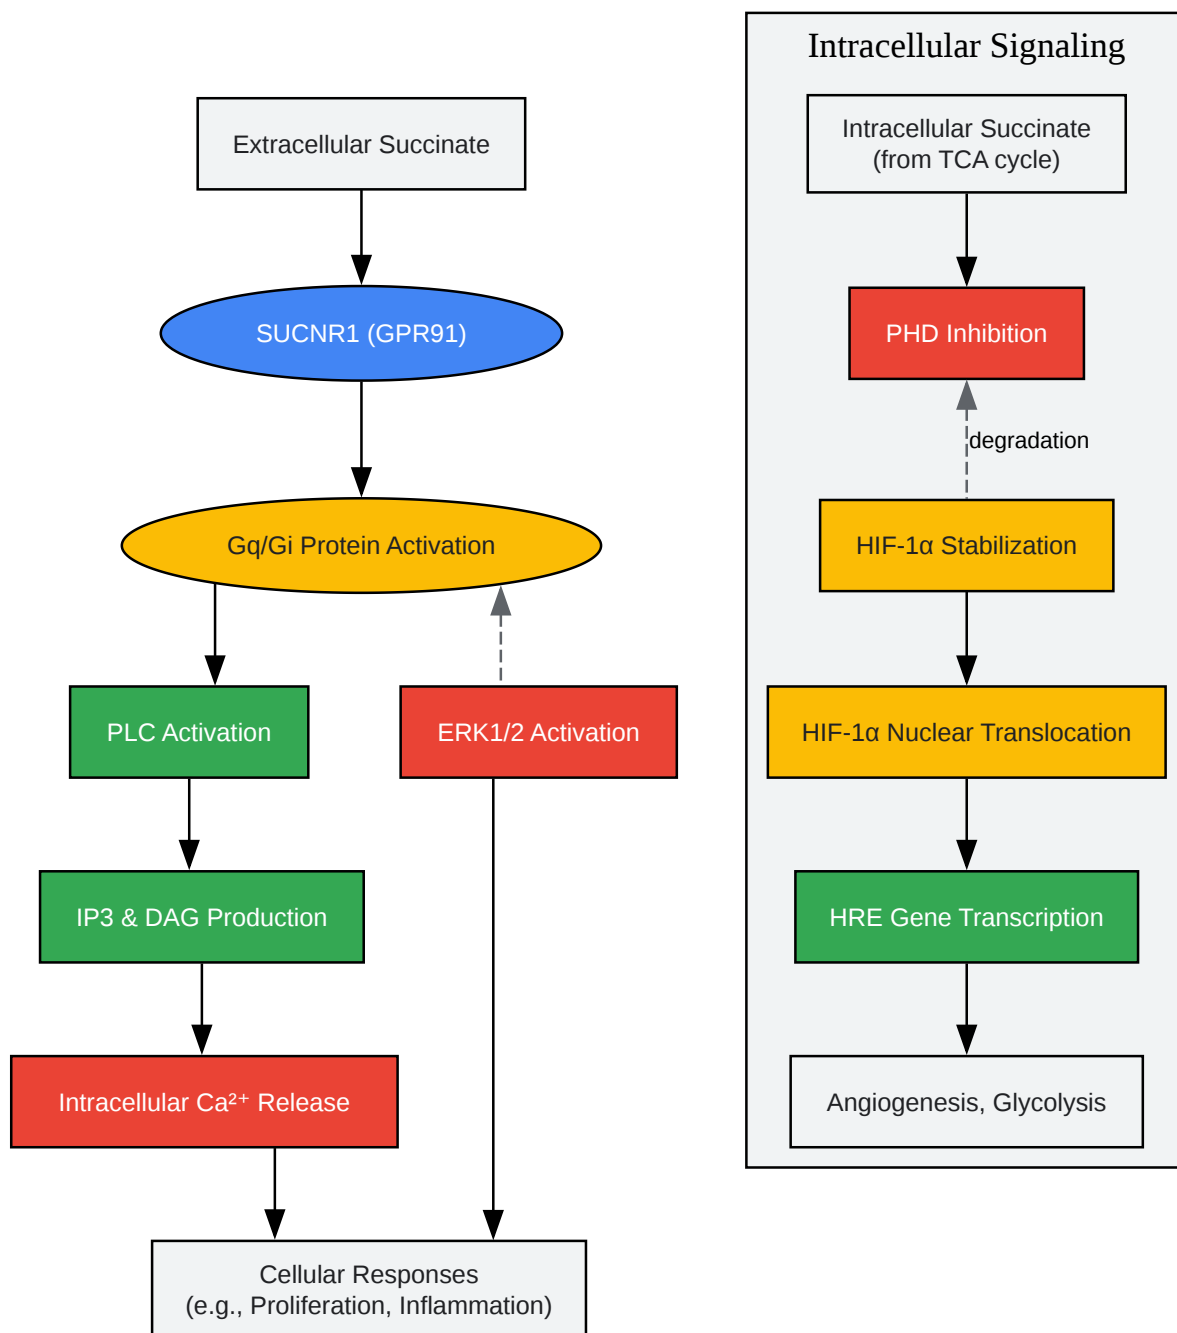 Extracellular Succinate
SUCNR1 (GPR91)
Gq/Gi Protein Activation
PLC Activation
ERK1/2 Activation
IP3 & DAG Production
Intracellular Ca²⁺ Release
Cellular Responses
(e.g., Proliferation, Inflammation)
Intracellular Signaling
Intracellular Succinate
(from TCA cycle)
PHD Inhibition
degradation
HIF-1α Stabilization
HIF-1α Nuclear Translocation
HRE Gene Transcription
Angiogenesis, Glycolysis